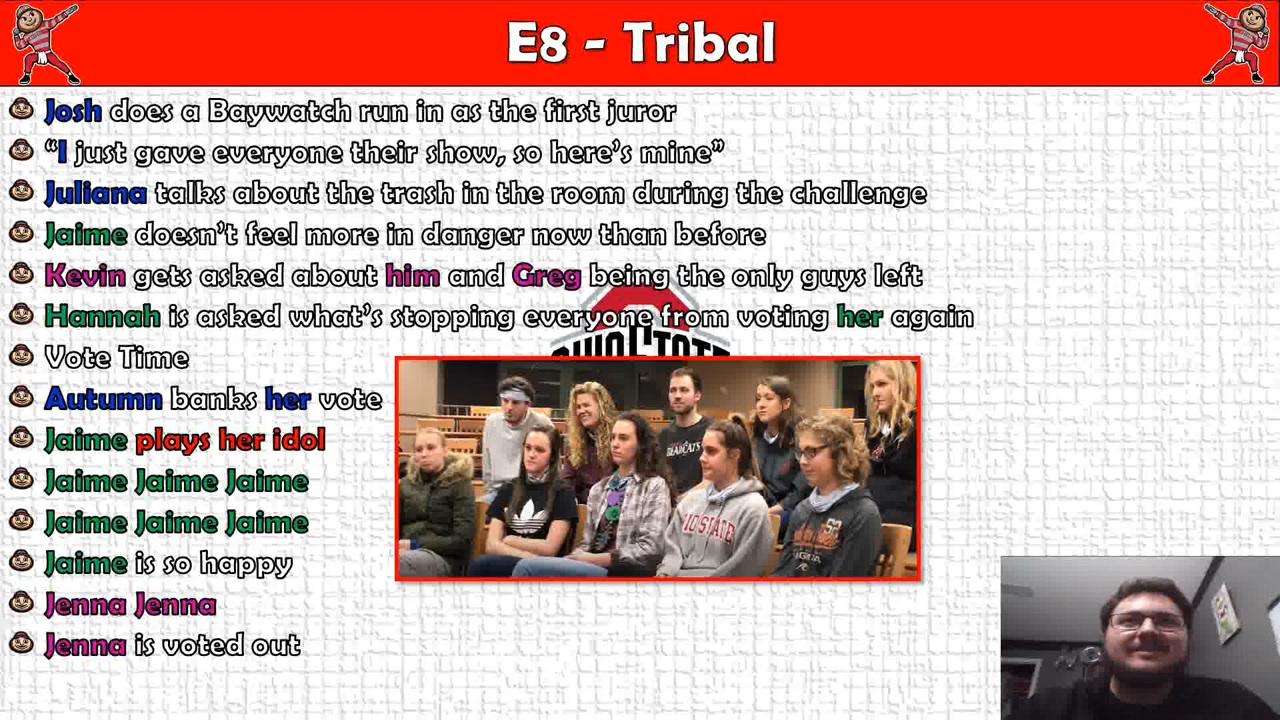 E8 - Tribal
Josh does a Baywatch run in as the first juror
“I just gave everyone their show, so here’s mine”
Juliana talks about the trash in the room during the challenge
Jaime doesn’t feel more in danger now than before
Kevin gets asked about him and Greg being the only guys left
Hannah is asked what’s stopping everyone from voting her again
OHIO STATE
Vote Time
Autumn banks her vote
Jaime plays her idol
Jaime Jaime Jaime
Jaime Jaime Jaime
Jaime is so happy
Jenna Jenna
Jenna is voted out
BEARCATS